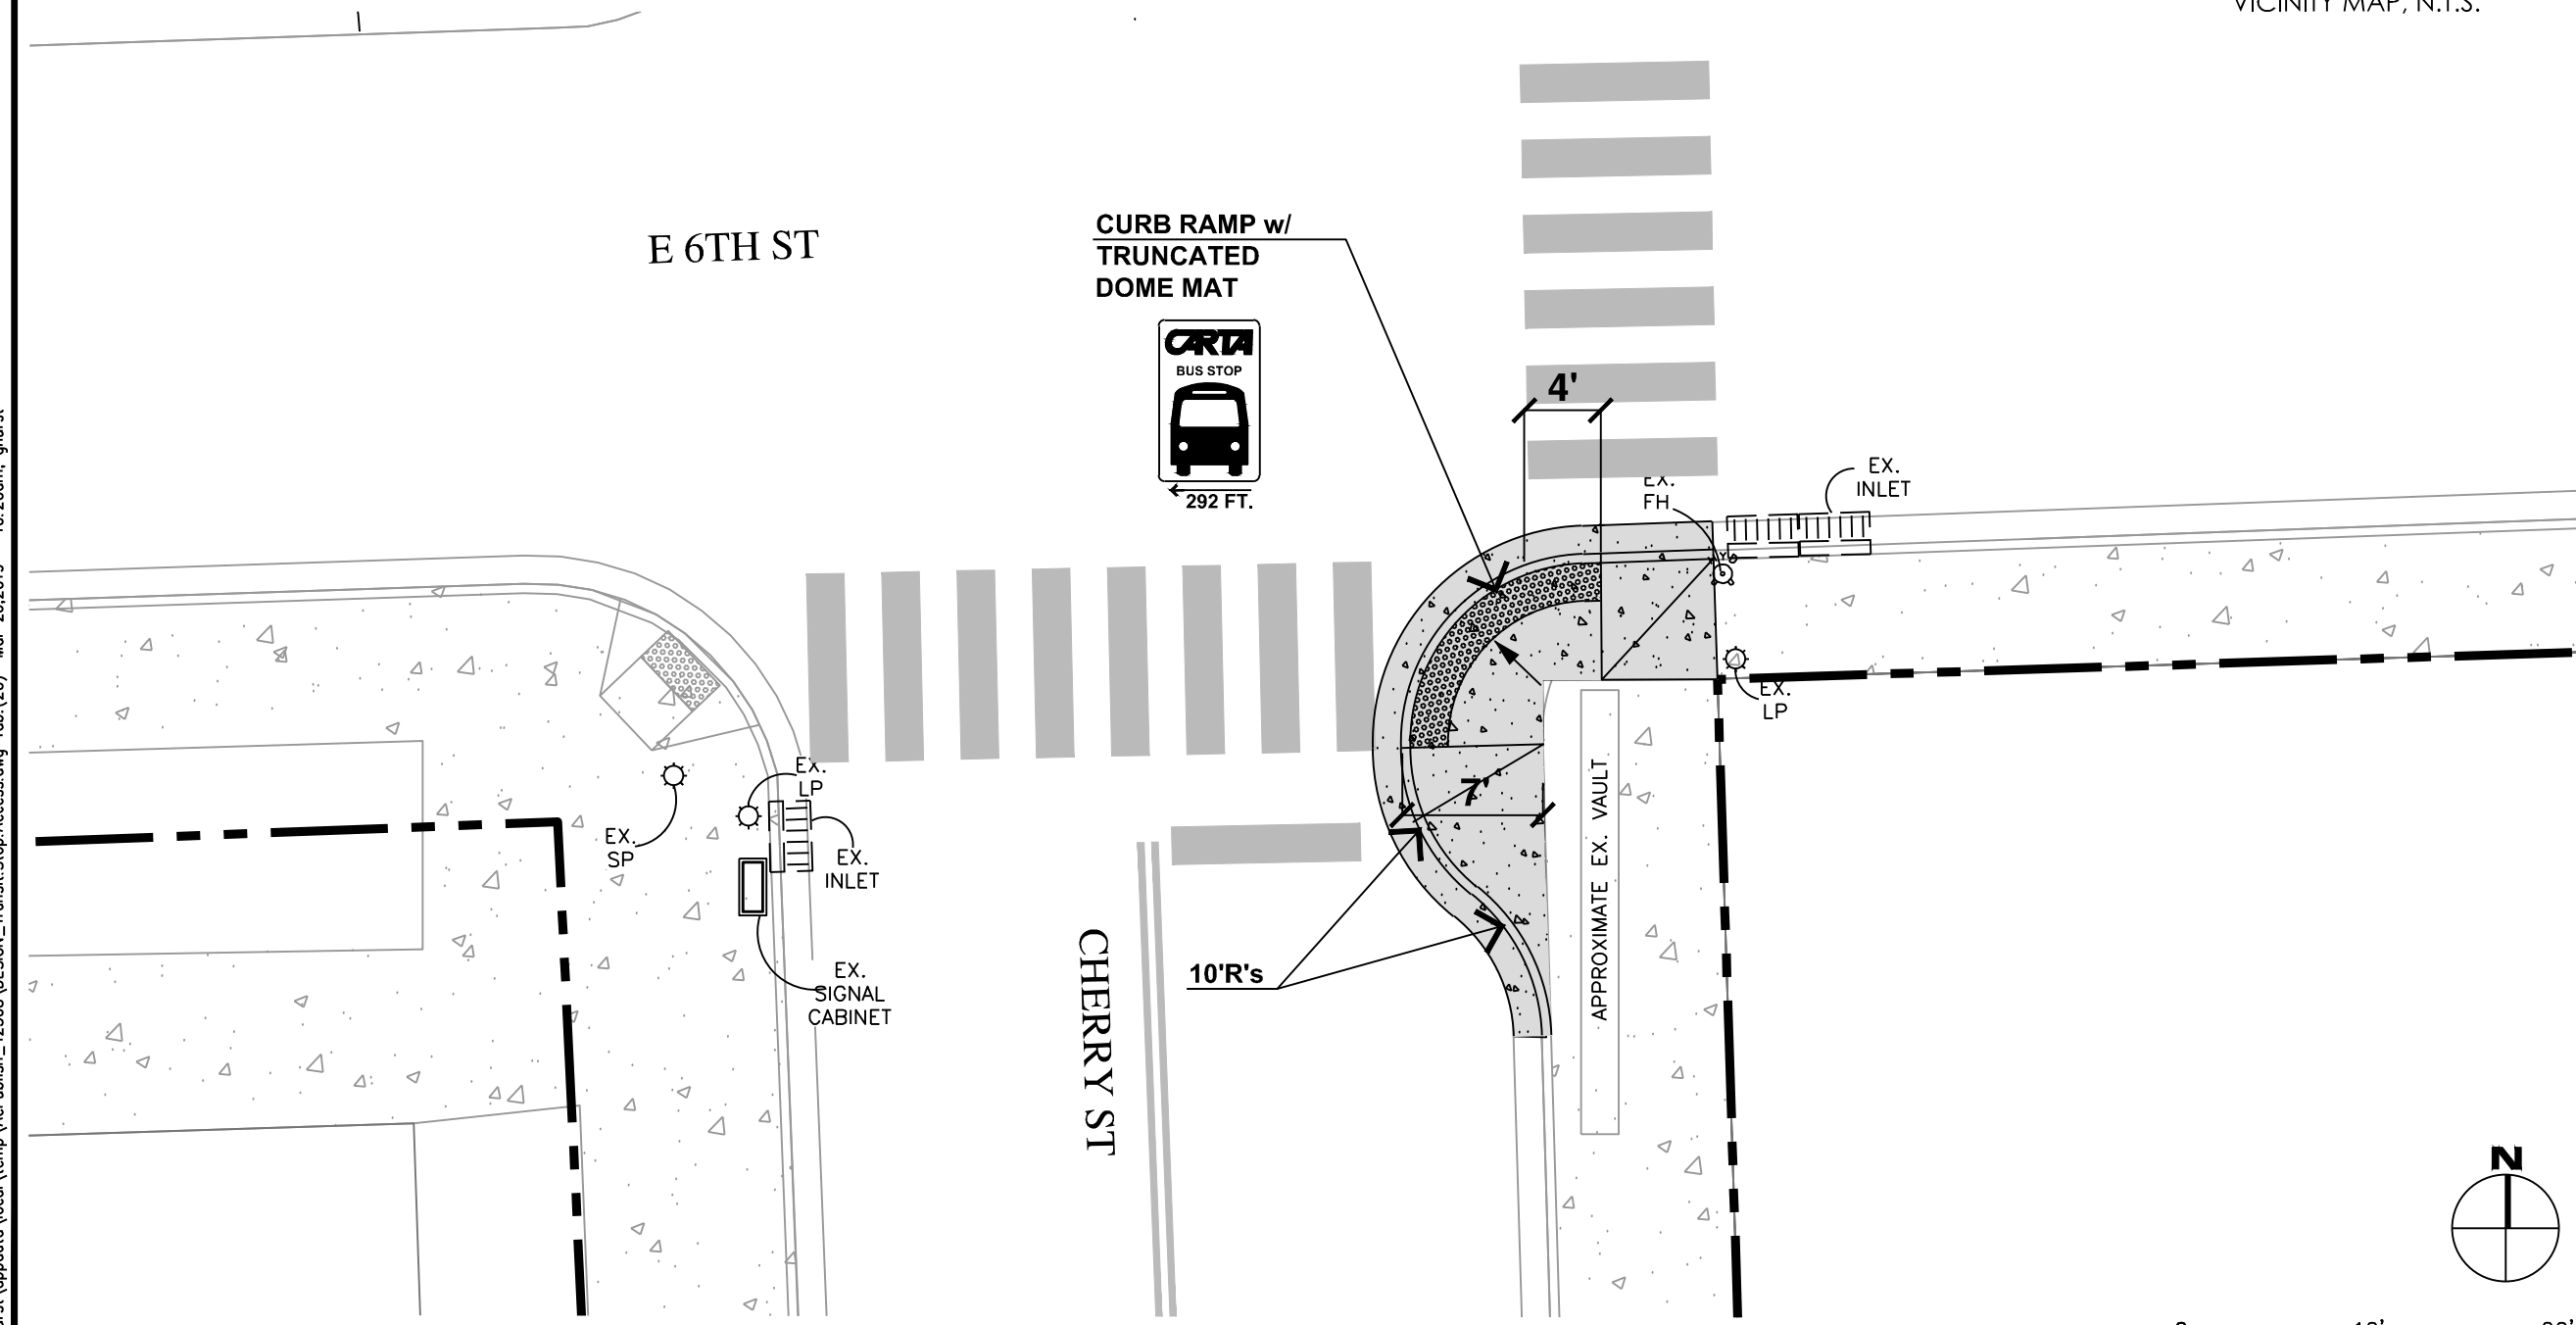 VICINITY MAP, N.T.S.
E 6TH ST
CURB RAMP w/
TRUNCATED
DOME MAT
CARTA
BUS STOP
292 FT.
4'
EX.
FH
EX.
INLET
EX.
LP
7'
APPROXIMATE EX. VAULT
EX.
SP
EX.
LP
EX.
INLET
EX.
SIGNAL
CABINET
CHERRY ST
10'R's
N